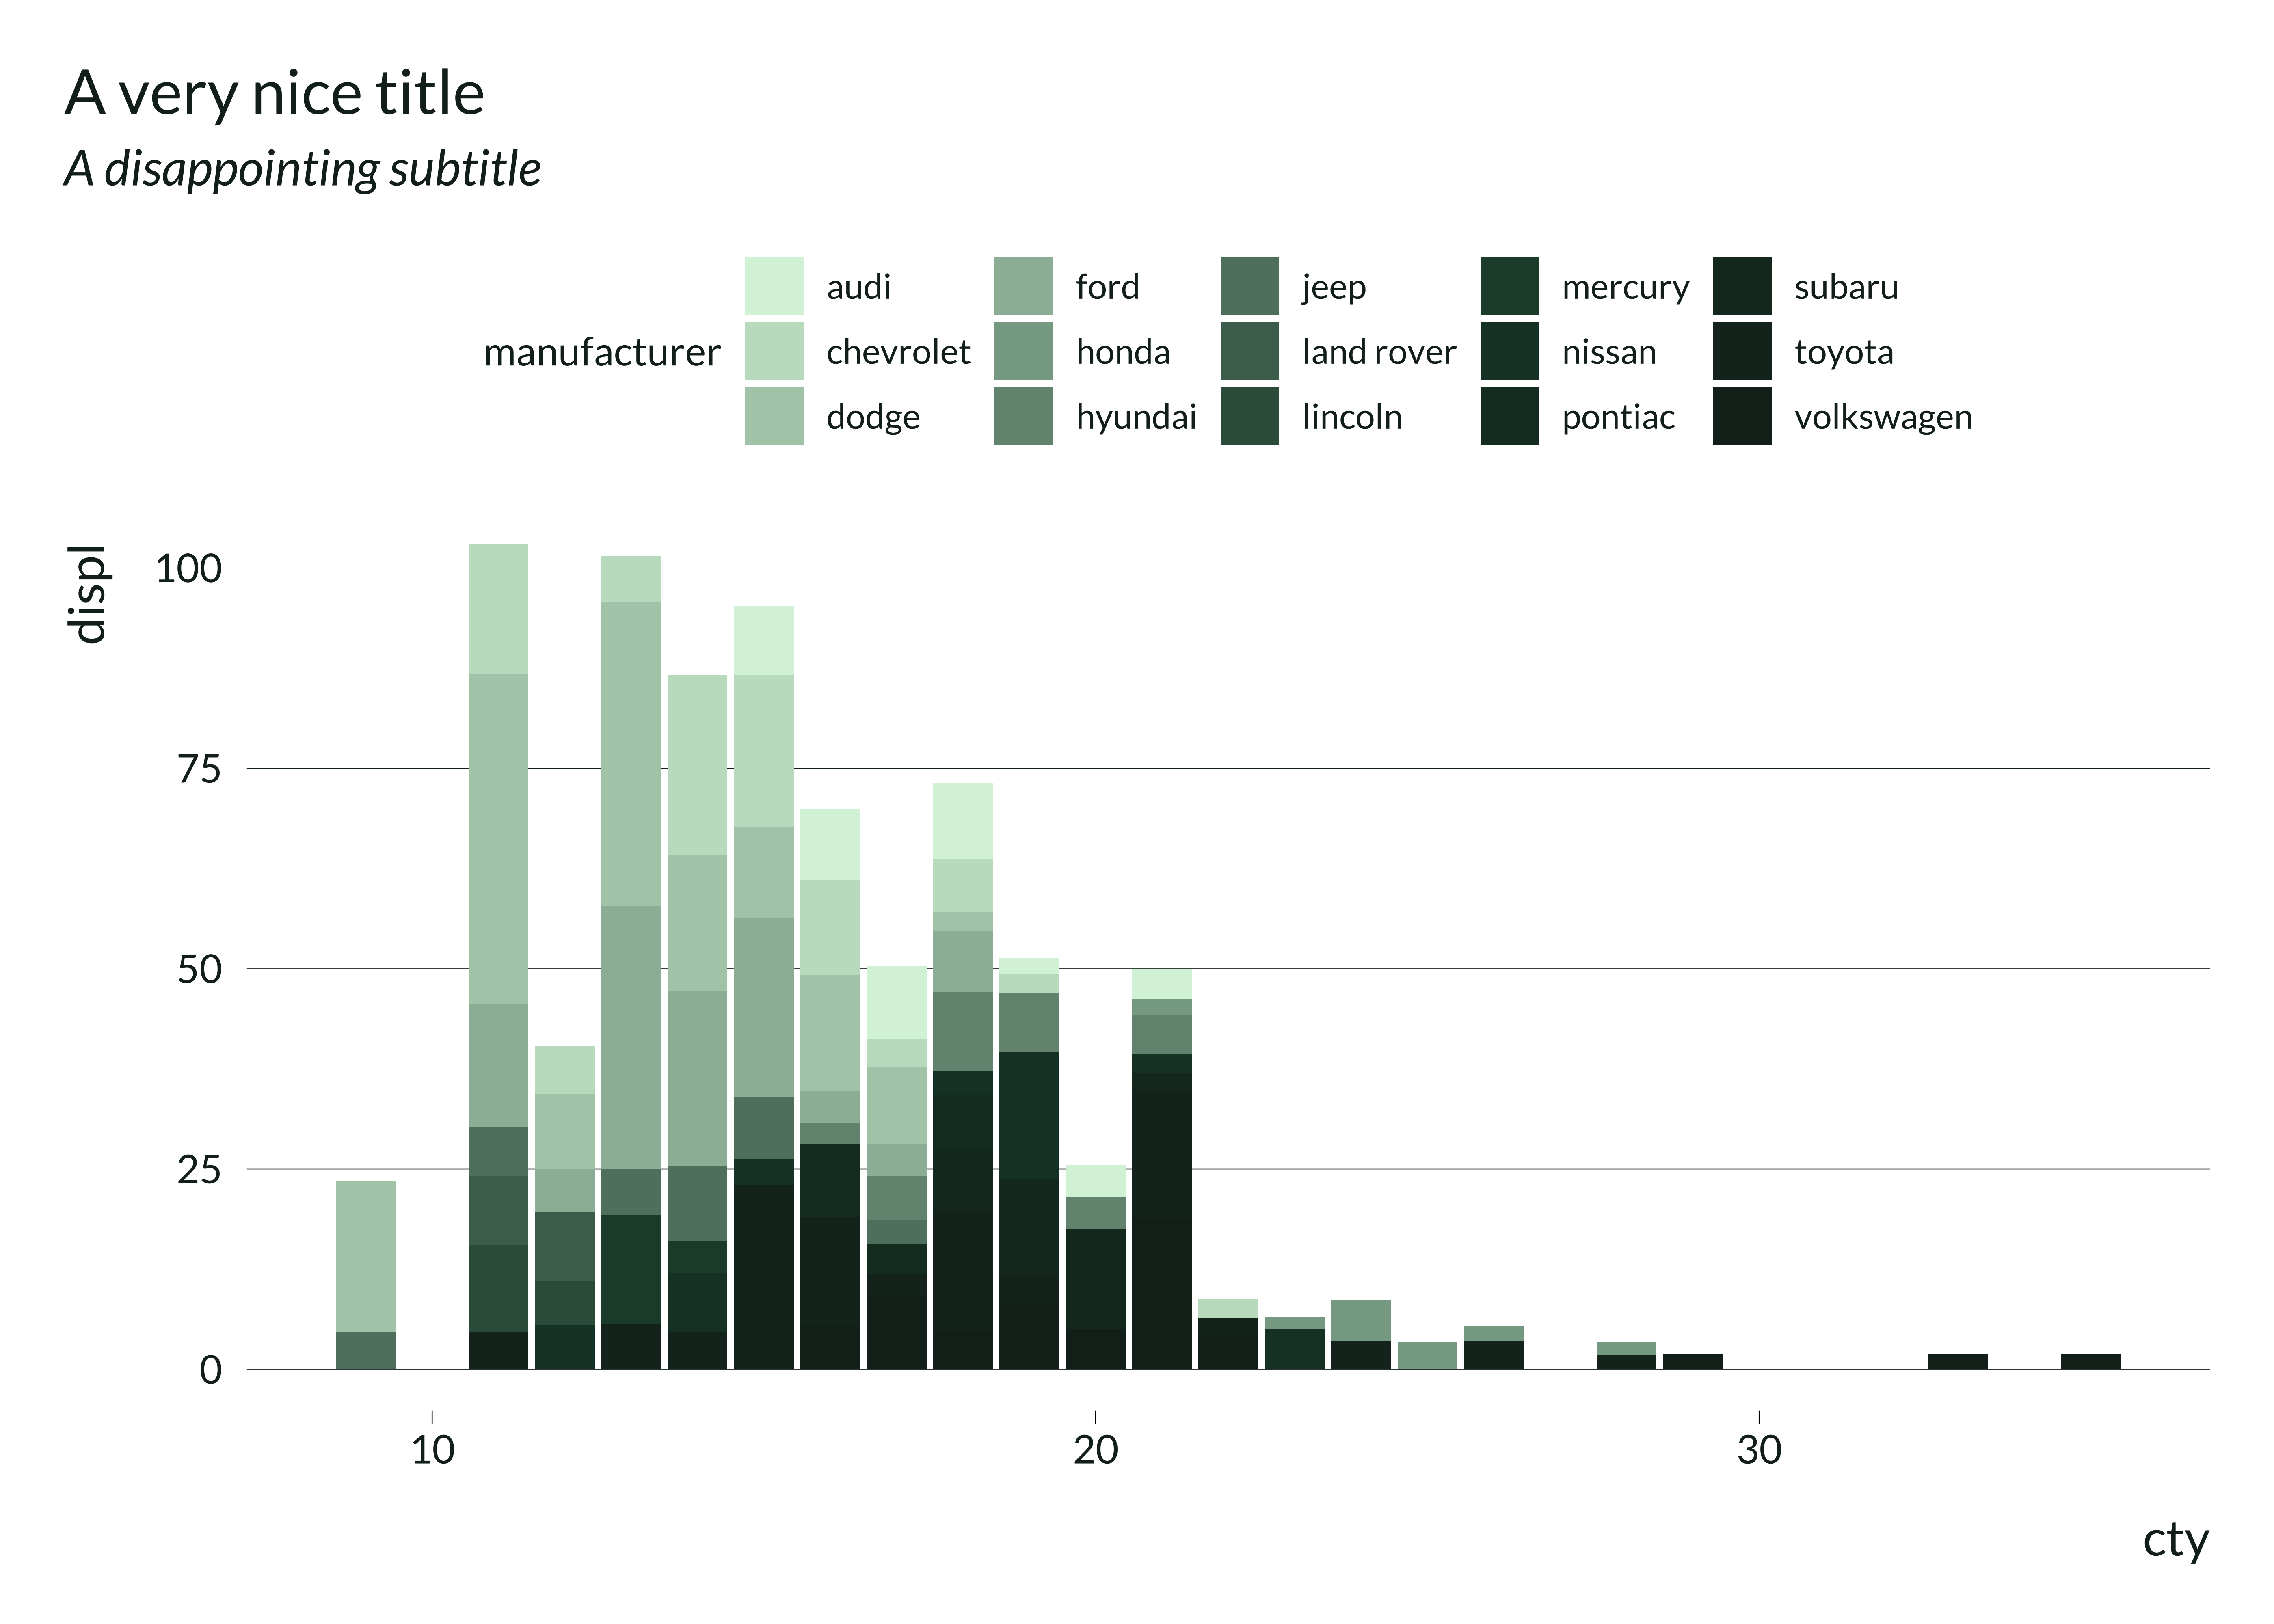 A very nice title
A disappointing subtitle
audi ford jeep mercury subaru
manufacturer chevrolet honda land rover nissan toyota
dodge hyundai lincoln pontiac volkswagen
displ
100
75
50
25
0
10 20 30
cty